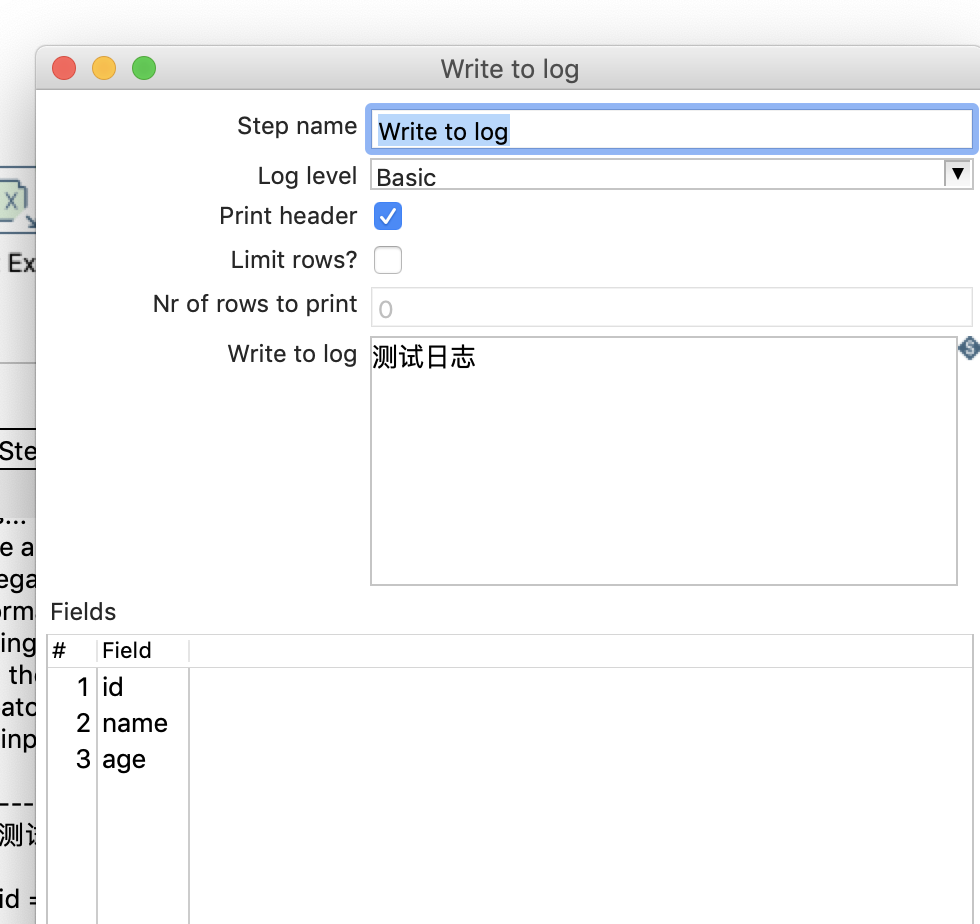 Write to log
Step name
Write to log
Log level
Basic
Print header
Limit rows?
Nr of rows to print
0
Write to log
测试日志
Fields
# Field
1 id
2 name
3 age
X
Ex
Ste
,...
e a
ega
orm
ing
the
ato
inp
---
测试
id =